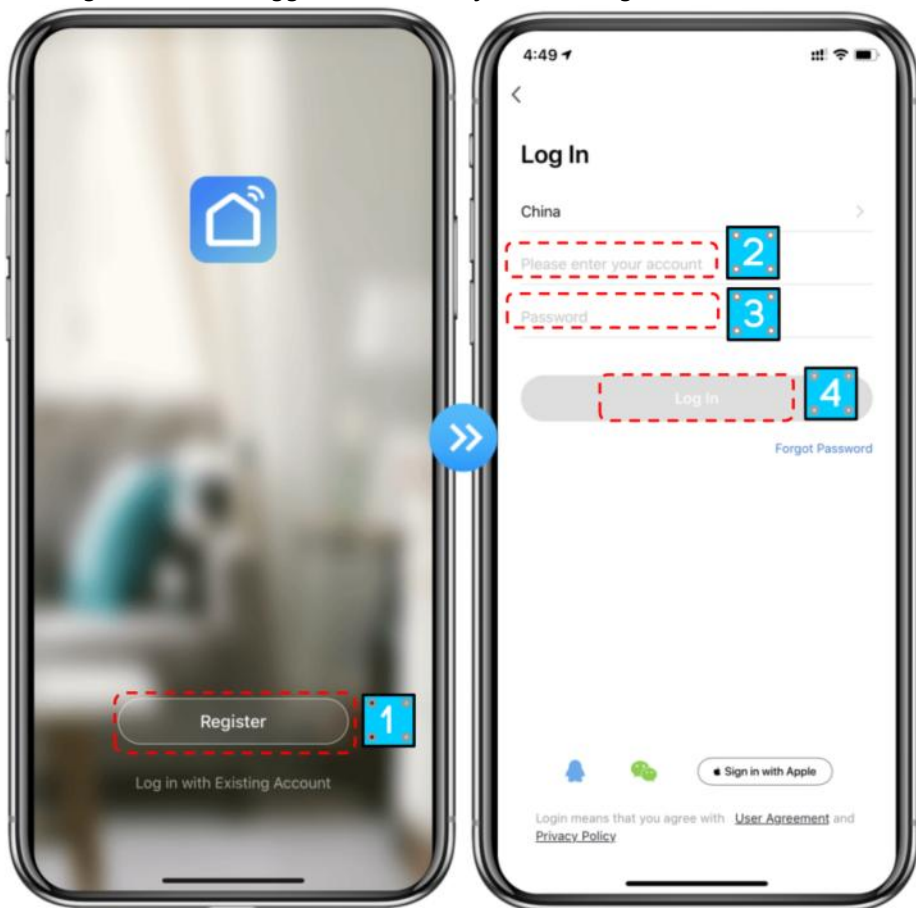 Register
1
Log in with Existing Account
4:49
Log In
China
Please enter your account
2
Password
3
Log In
4
Forgot Password
Sign in with Apple
Login means that you agree with User Agreement and
Privacy Policy